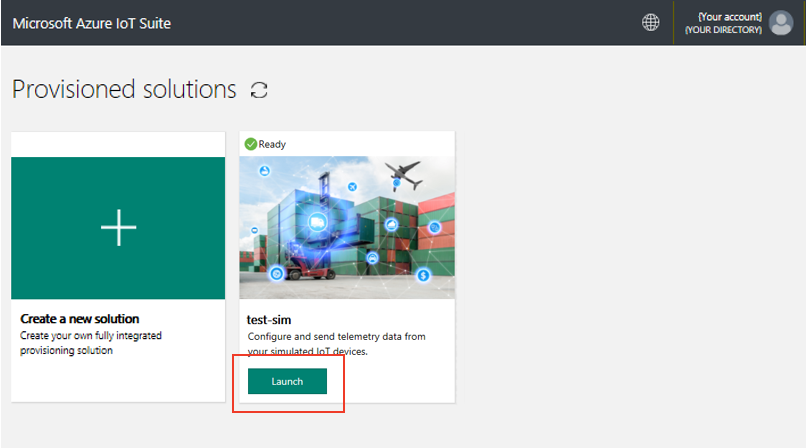 Microsoft Azure IoT Suite
{Your account}
{YOUR DIRECTORY}
Provisioned solutions
Create a new solution
Create your own fully integrated
provisioning solution
Ready
test-sim
Configure and send telemetry data from
your simulated IoT devices.
Launch